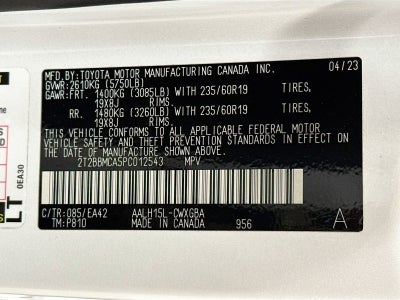 MFD.BY:TOYOTA MOTOR MANUFACTURING CANADA INC. 04/23
GVWR:2610KG (5750LB)
GAWR:FRT. 1400KG (3085LB) WITH 235/60R19 TIRES,
19X8J RIMS.
RR. 1480KG (3260LB) WITH 235/60R19 TIRES,
19X8J RIMS.
THIS VEHICLE CONFORMS TO ALL APPLICABLE FEDERAL MOTOR
VEHICLE SAFETY AND THEFT PREVENTION STANDARDS IN EFFECT ON
THE DATE OF MANUFACTURE SHOWN ABOVE.
2T2BBMCA5PC012543 MPV
C/TR:085/EA42 AALH15L-CWXGBA
TM:P810 MADE IN CANADA 956 A
LT
0EA30